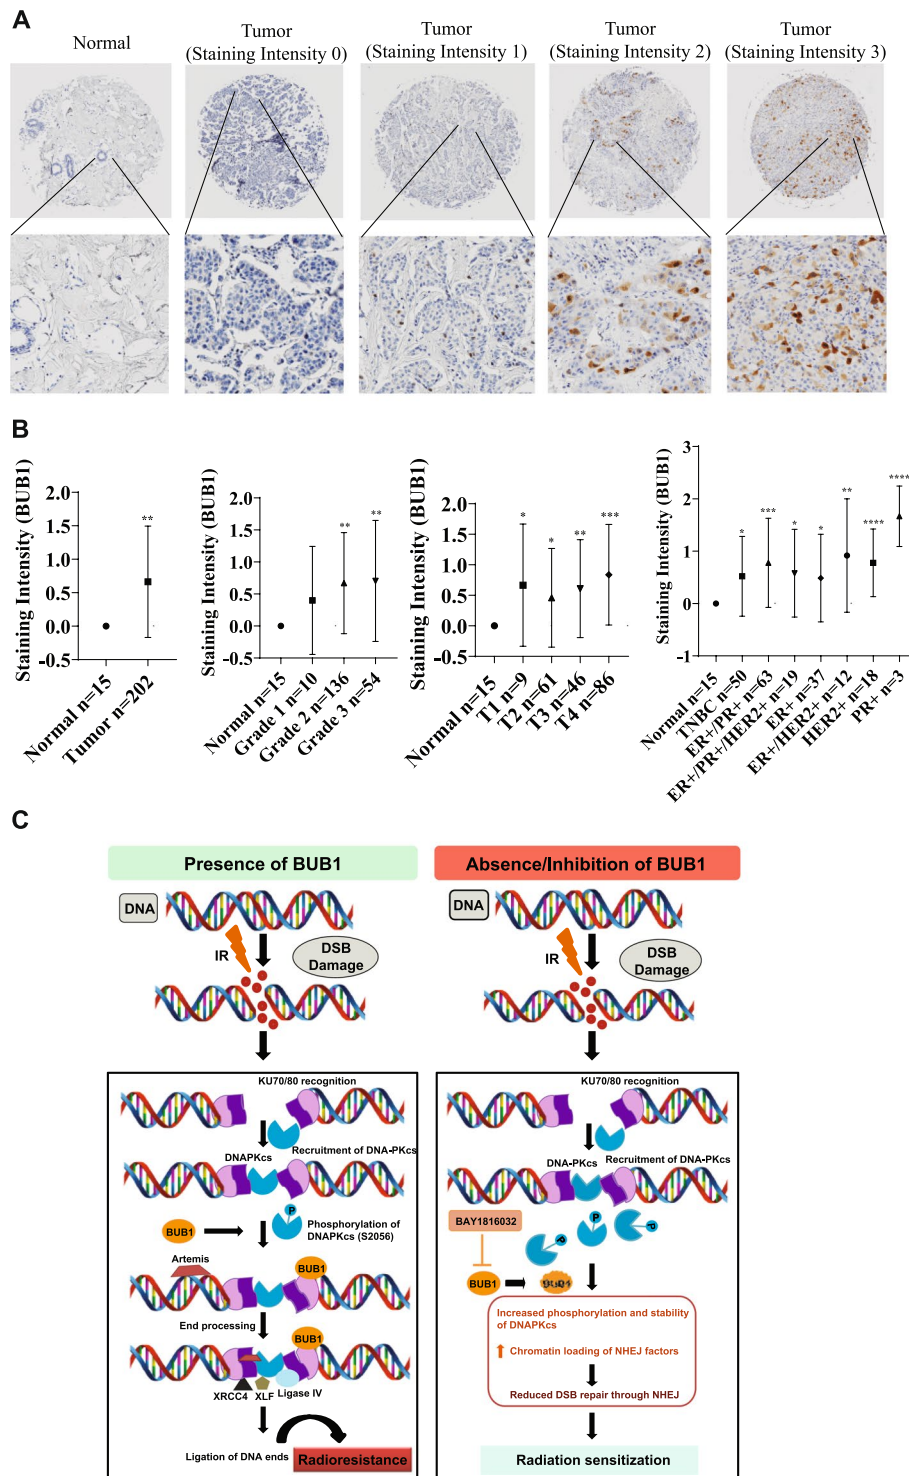 A
Normal
Tumor
(Staining Intensity 0)
Tumor
(Staining Intensity 1)
Tumor
(Staining Intensity 2)
Tumor
(Staining Intensity 3)
B
Staining Intensity (BUB1)
2.0
1.5
1.0
0.5
0.0
-0.5
**
Normal n=15
Tumor n=202
Staining Intensity (BUB1)
2.0
1.5
1.0
0.5
0.0
-0.5
**
**
Normal n=15
Grade 1 n=10
Grade 2 n=136
Grade 3 n=54
Staining Intensity (BUB1)
2.0
1.5
1.0
0.5
0.0
-0.5
*
*
**
***
Normal n=15
T1 n=9
T2 n=61
T3 n=46
T4 n=86
Staining Intensity (BUB1)
3
2
1
0
-1
*
***
*
*
**
****
****
Normal n=15
TNBC n=50
ER+/PR+ n=63
ER+/PR+/HER2+ n=19
ER+ n=37
ER+/HER2+ n=12
HER2+ n=18
PR+ n=3
C
Presence of BUB1
DNA
IR
DSB
Damage
KU70/80 recognition
DNAPKcs
Recruitment of DNA-PKcs
P
BUB1
Phosphorylation of
DNAPKcs (S2056)
Artemis
BUB1
End processing
BUB1
XRCC4
XLF
Ligase IV
Ligation of DNA ends
Radioresistance
Absence/Inhibition of BUB1
DNA
IR
DSB
Damage
KU70/80 recognition
DNA-PKcs
Recruitment of DNA-PKcs
BAY1816032
P
P
P
BUB1
BUB1
Increased phosphorylation and stability
of DNAPKcs
Chromatin loading of NHEJ factors
Reduced DSB repair through NHEJ
Radiation sensitization